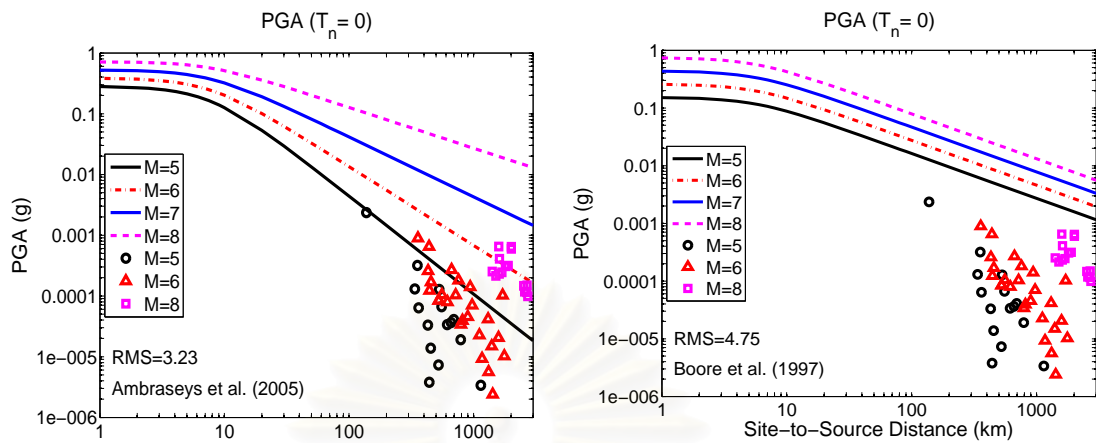 PGA (T_n = 0)
PGA (g)
1
0.1
0.01
0.001
0.0001
1e-005
1e-006
M=5
M=6
M=7
M=8
M=5
M=6
M=8
RMS=3.23
Ambraseys et al. (2005)
1
10
100
1000
PGA (T_n = 0)
PGA (g)
1
0.1
0.01
0.001
0.0001
1e-005
1e-006
M=5
M=6
M=7
M=8
M=5
M=6
M=8
RMS=4.75
Boore et al. (1997)
1
10
100
1000
Site-to-Source Distance (km)